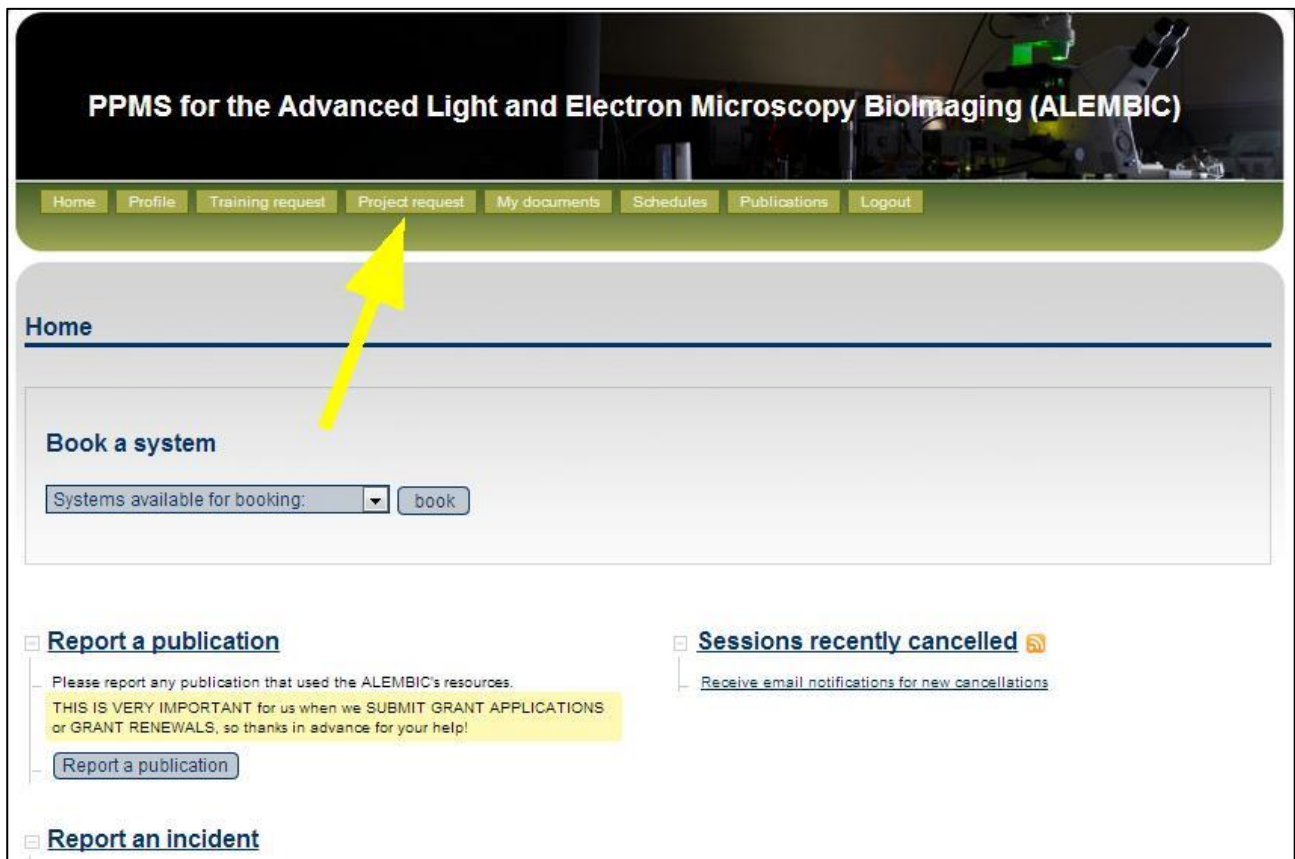 PPMS for the Advanced Light and Electron Microscopy BioImaging (ALEMBIC)
Home Profile Training request Project request My documents Schedules Publications Logout
Home
Book a system
Systems available for booking: book
Report a publication
Please report any publication that used the ALEMBIC's resources.
THIS IS VERY IMPORTANT for us when we SUBMIT GRANT APPLICATIONS
or GRANT RENEWALS, so thanks in advance for your help!
Report a publication
Sessions recently cancelled
Receive email notifications for new cancellations
Report an incident